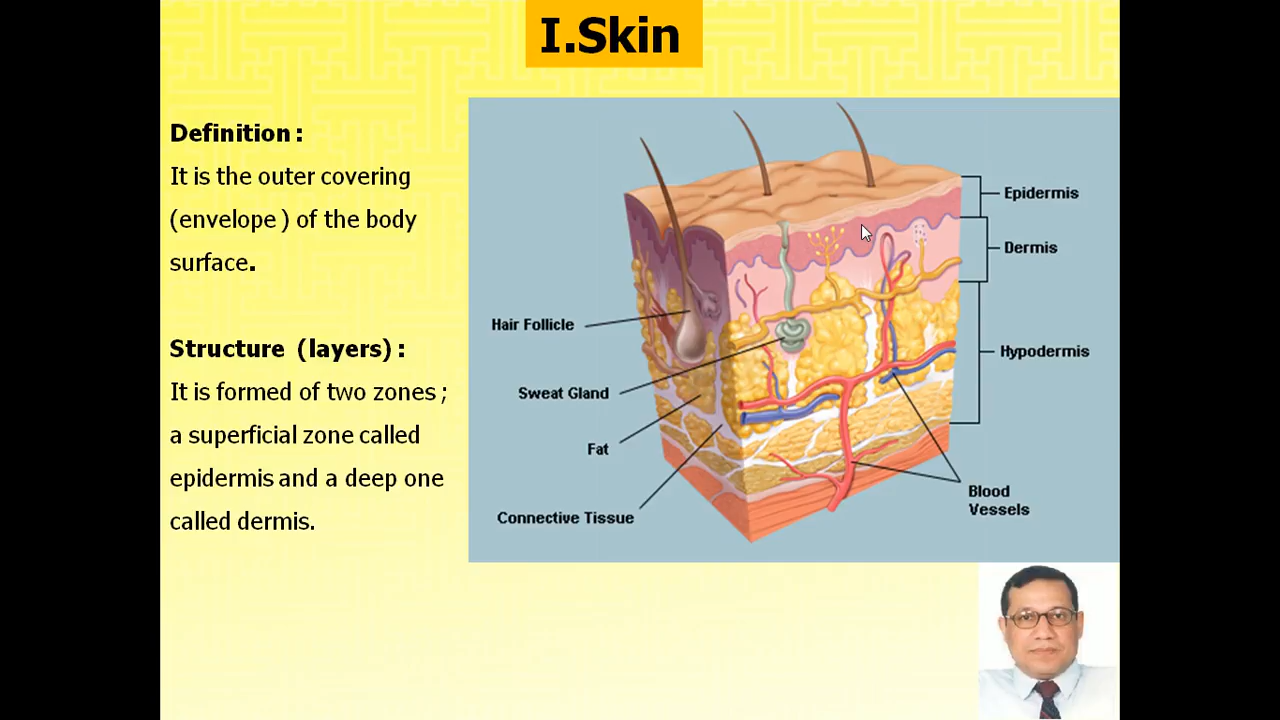 I.Skin
Definition :
It is the outer covering
(envelope ) of the body
surface.
Structure (layers) :
It is formed of two zones ;
a superficial zone called
epidermis and a deep one
called dermis.
Epidermis
Dermis
Hair Follicle
Hypodermis
Sweat Gland
Fat
Blood
Vessels
Connective Tissue